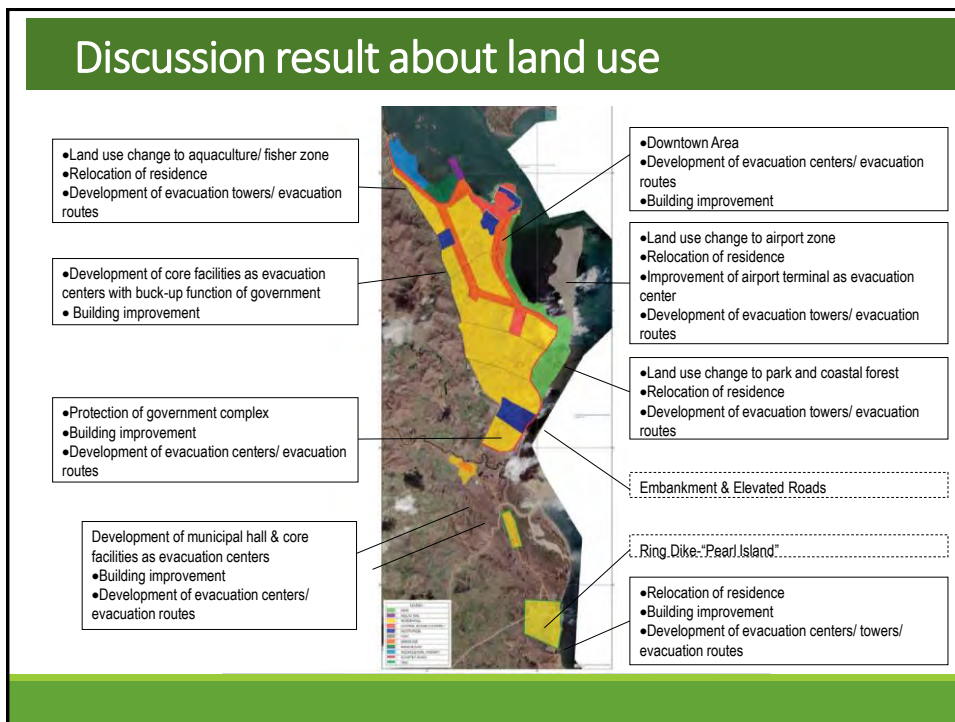 Discussion result about land use
•Land use change to aquaculture/ fisher zone
•Relocation of residence
•Development of evacuation towers/ evacuation
routes
•Development of core facilities as evacuation
centers with buck-up function of government
• Building improvement
•Protection of government complex
•Building improvement
•Development of evacuation centers/ evacuation
routes
Development of municipal hall & core
facilities as evacuation centers
•Building improvement
•Development of evacuation centers/
evacuation routes
•Downtown Area
•Development of evacuation centers/ evacuation
routes
•Building improvement
•Land use change to airport zone
•Relocation of residence
•Improvement of airport terminal as evacuation
center
•Development of evacuation towers/ evacuation
routes
•Land use change to park and coastal forest
•Relocation of residence
•Development of evacuation towers/ evacuation
routes
Embankment & Elevated Roads
Ring Dike-“Pearl Island”
•Relocation of residence
•Building improvement
•Development of evacuation centers/ towers/
evacuation routes